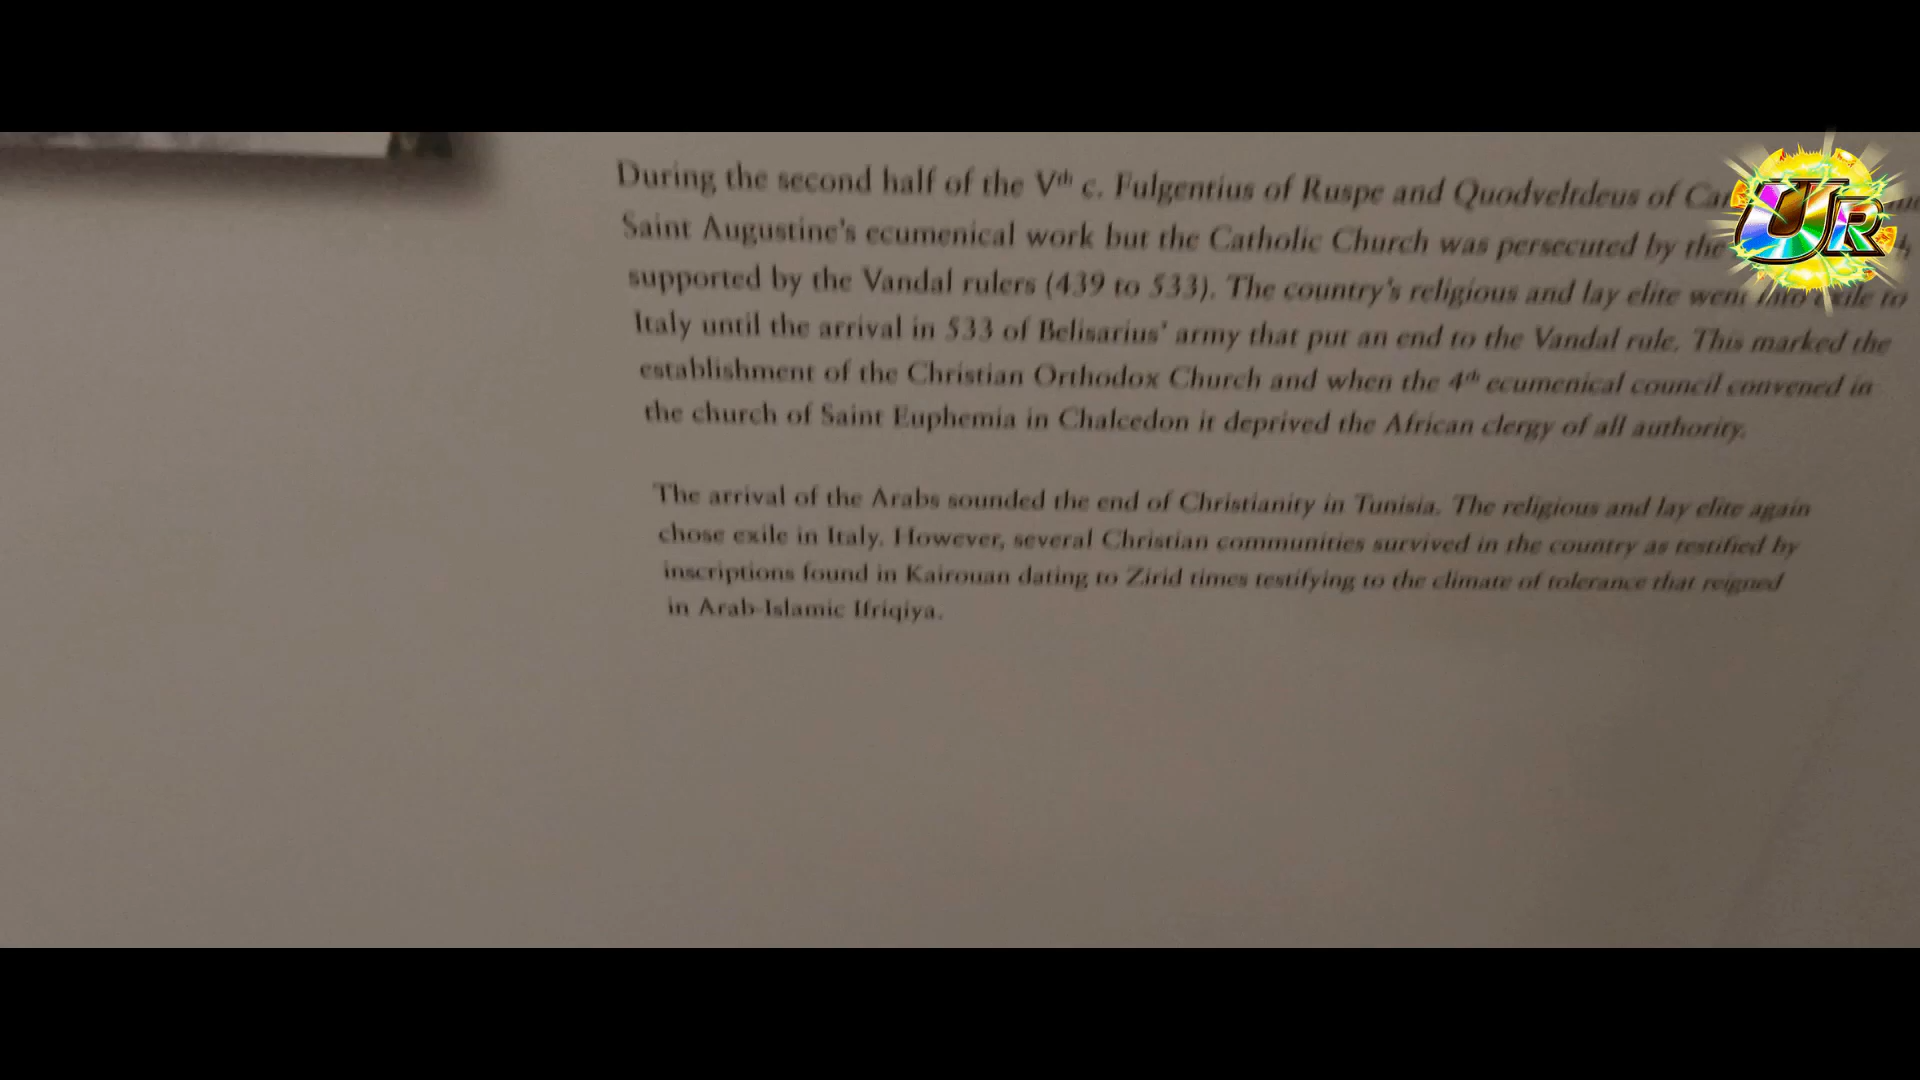 During the second half of the Vth c. Fulgentius of Ruspe and Quodveltdeus of
Saint Augustine's ecumenical work but the Catholic Church was persecuted by the
supported by the Vandal rulers (439 to 533). The country's religious and lay elite went into exile to
Italy until the arrival in 533 of Belisarius' army that put an end to the Vandal rule. This marked the
establishment of the Christian Orthodox Church and when the 4th ecumenical council convened in
the church of Saint Euphemia in Chalcedon it deprived the African clergy of all authority.
The arrival of the Arabs sounded the end of Christianity in Tunisia. The religious and lay elite again
chose exile in Italy. However, several Christian communities survived in the country as testified by
inscriptions found in Kairouan dating to Zirid times testifying to the climate of tolerance that reigned
in Arab-Islamic Ifriqiya.
UR